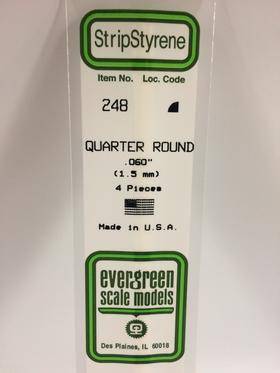 StripStyrene
Item No. Loc. Code
248
QUARTER ROUND
.060"
(1.5 mm)
4 Pieces
Made in U.S.A.
evergreen
scale models
Des Plaines, IL 60018